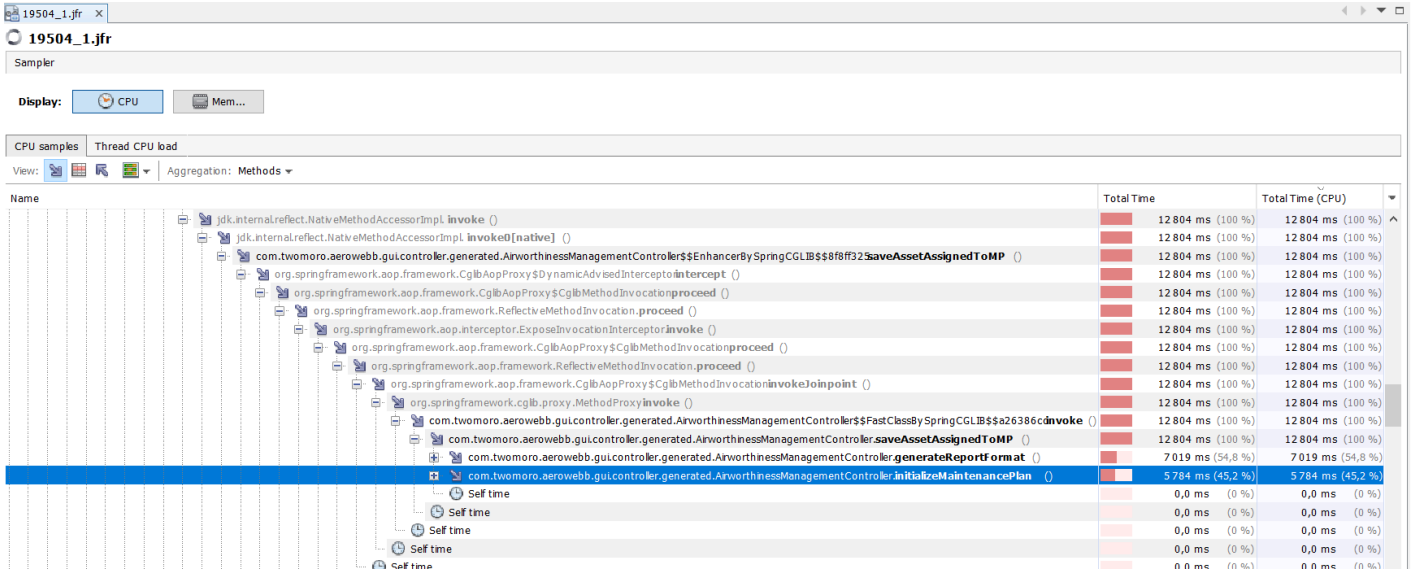 19504_1.jfr ×
19504_1.jfr
Sampler
Display: CPU Mem...
CPU samples Thread CPU load
View: Aggregation: Methods
Name Total Time Total Time (CPU)
jdk.internal.reflect.NativeMethodAccessorImpl.invoke () 12 804 ms (100 %) 12 804 ms (100 %)
jdk.internal.reflect.NativeMethodAccessorImpl.invoke0[native] () 12 804 ms (100 %) 12 804 ms (100 %)
com.twomoro.aerowebb.gui.controller.generated.AirworthinessManagementController$$EnhancerBySpringCGLIB$$8f8ff325saveAssetAssignedToMP () 12 804 ms (100 %) 12 804 ms (100 %)
org.springframework.aop.framework.CglibAopProxy$DynamicAdvisedInterceptorintercept () 12 804 ms (100 %) 12 804 ms (100 %)
org.springframework.aop.framework.CglibAopProxy$CglibMethodInvocationproceed () 12 804 ms (100 %) 12 804 ms (100 %)
org.springframework.aop.framework.ReflectiveMethodInvocation.proceed () 12 804 ms (100 %) 12 804 ms (100 %)
org.springframework.aop.interceptor.ExposeInvocationInterceptor.invoke () 12 804 ms (100 %) 12 804 ms (100 %)
org.springframework.aop.framework.CglibAopProxy$CglibMethodInvocationproceed () 12 804 ms (100 %) 12 804 ms (100 %)
org.springframework.aop.framework.ReflectiveMethodInvocation.proceed () 12 804 ms (100 %) 12 804 ms (100 %)
org.springframework.aop.framework.CglibAopProxy$CglibMethodInvocationinvokeJoinpoint () 12 804 ms (100 %) 12 804 ms (100 %)
org.springframework.cglib.proxy.MethodProxyinvoke () 12 804 ms (100 %) 12 804 ms (100 %)
com.twomoro.aerowebb.gui.controller.generated.AirworthinessManagementController$$FastClassBySpringCGLIB$$a26386cdinvoke () 12 804 ms (100 %) 12 804 ms (100 %)
com.twomoro.aerowebb.gui.controller.generated.AirworthinessManagementController.saveAssetAssignedToMP () 12 804 ms (100 %) 12 804 ms (100 %)
com.twomoro.aerowebb.gui.controller.generated.AirworthinessManagementController.generateReportFormat () 7 019 ms (54,8 %) 7 019 ms (54,8 %)
com.twomoro.aerowebb.gui.controller.generated.AirworthinessManagementController.initializeMaintenancePlan () 5 784 ms (45,2 %) 5 784 ms (45,2 %)
Self time 0,0 ms (0 %) 0,0 ms (0 %)
Self time 0,0 ms (0 %) 0,0 ms (0 %)
Self time 0,0 ms (0 %) 0,0 ms (0 %)
Self time 0,0 ms (0 %) 0,0 ms (0 %)
Self time 0,0 ms (0 %) 0,0 ms (0 %)